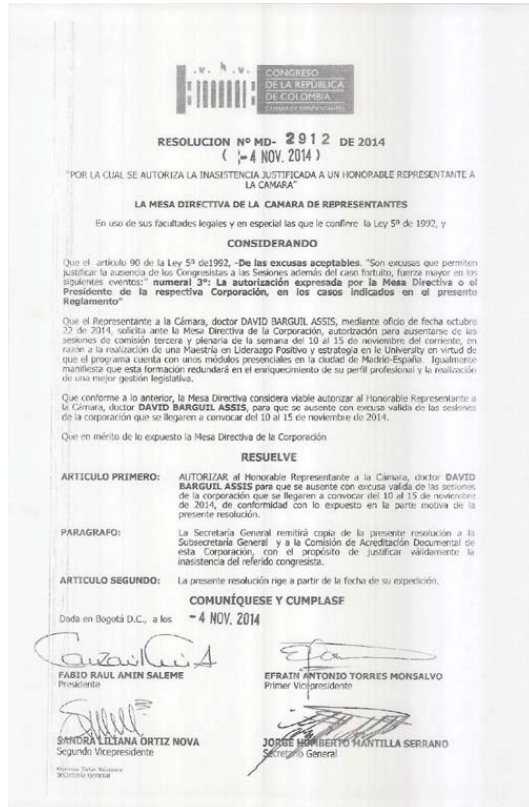 CONGRESO
DE LA REPÚBLICA
DE COLOMBIA
CÁMARA DE REPRESENTANTES
RESOLUCION Nº MD- 2912 DE 2014
( -4 NOV. 2014 )
"POR LA CUAL SE AUTORIZA LA INASISTENCIA JUSTIFICADA A UN HONORABLE REPRESENTANTE A
LA CAMARA"
LA MESA DIRECTIVA DE LA CAMARA DE REPRESENTANTES
En uso de sus facultades legales y en especial las que le confiere la Ley 5ª de 1992, y
CONSIDERANDO
Que el artículo 90 de la Ley 5ª de1992, -De las excusas aceptables. "Son excusas que permiten
justificar la ausencia de los Congresistas a las Sesiones además del caso fortuito, fuerza mayor en los
siguientes eventos:" numeral 3º: La autorización expresada por la Mesa Directiva o el
Presidente de la respectiva Corporación, en los casos indicados en el presente
Reglamento"
Que el Representante a la Cámara, doctor DAVID BARGUIL ASSIS, mediante oficio de fecha octubre
22 de 2014, solicita ante la Mesa Directiva de la Corporación, autorización para ausentarse de las
sesiones de comisión tercera y plenaria de la semana del 10 al 15 de noviembre del corriente, en
razón a la realización de una Maestría en Liderazgo Positivo y estrategia en le University en virtud de
que el programa cuenta con unos módulos presenciales en la ciudad de Madrid-España. Igualmente
manifiesta que esta formación redundará en el enriquecimiento de su perfil profesional y la realización
de una mejor gestión legislativa.
Que conforme a lo anterior, la Mesa Directiva considera viable autorizar al Honorable Representante a
la Cámara, doctor DAVID BARGUIL ASSIS, para que se ausente con excusa valida de las sesiones
de la corporación que se llegaren a convocar del 10 al 15 de noviembre de 2014.
Que en mérito de lo expuesto la Mesa Directiva de la Corporación
RESUELVE
ARTICULO PRIMERO: AUTORIZAR al Honorable Representante a la Cámara, doctor DAVID
BARGUIL ASSIS para que se ausente con excusa valida de las sesiones
de la corporación que se llegaren a convocar del 10 al 15 de noviembre
de 2014, de conformidad con lo expuesto en la parte motiva de la
presente resolución.
PARAGRAFO: La Secretaría General remitirá copia de la presente resolución a la
Subsecretaría General y a la Comisión de Acreditación Documental de
esta Corporación, con el propósito de justificar válidamente la
inasistencia del referido congresista.
ARTICULO SEGUNDO: La presente resolución rige a partir de la fecha de su expedición.
COMUNÍQUESE Y CUMPLASE
Dada en Bogotá D.C., a los -4 NOV. 2014
FABIO RAUL AMIN SALEME
Presidente
EFRAIN ANTONIO TORRES MONSALVO
Primer Vicepresidente
SANDRA LILIANA ORTIZ NOVA
Segundo Vicepresidente
JORGE HUMBERTO MANTILLA SERRANO
Secretario General
Secretaría General